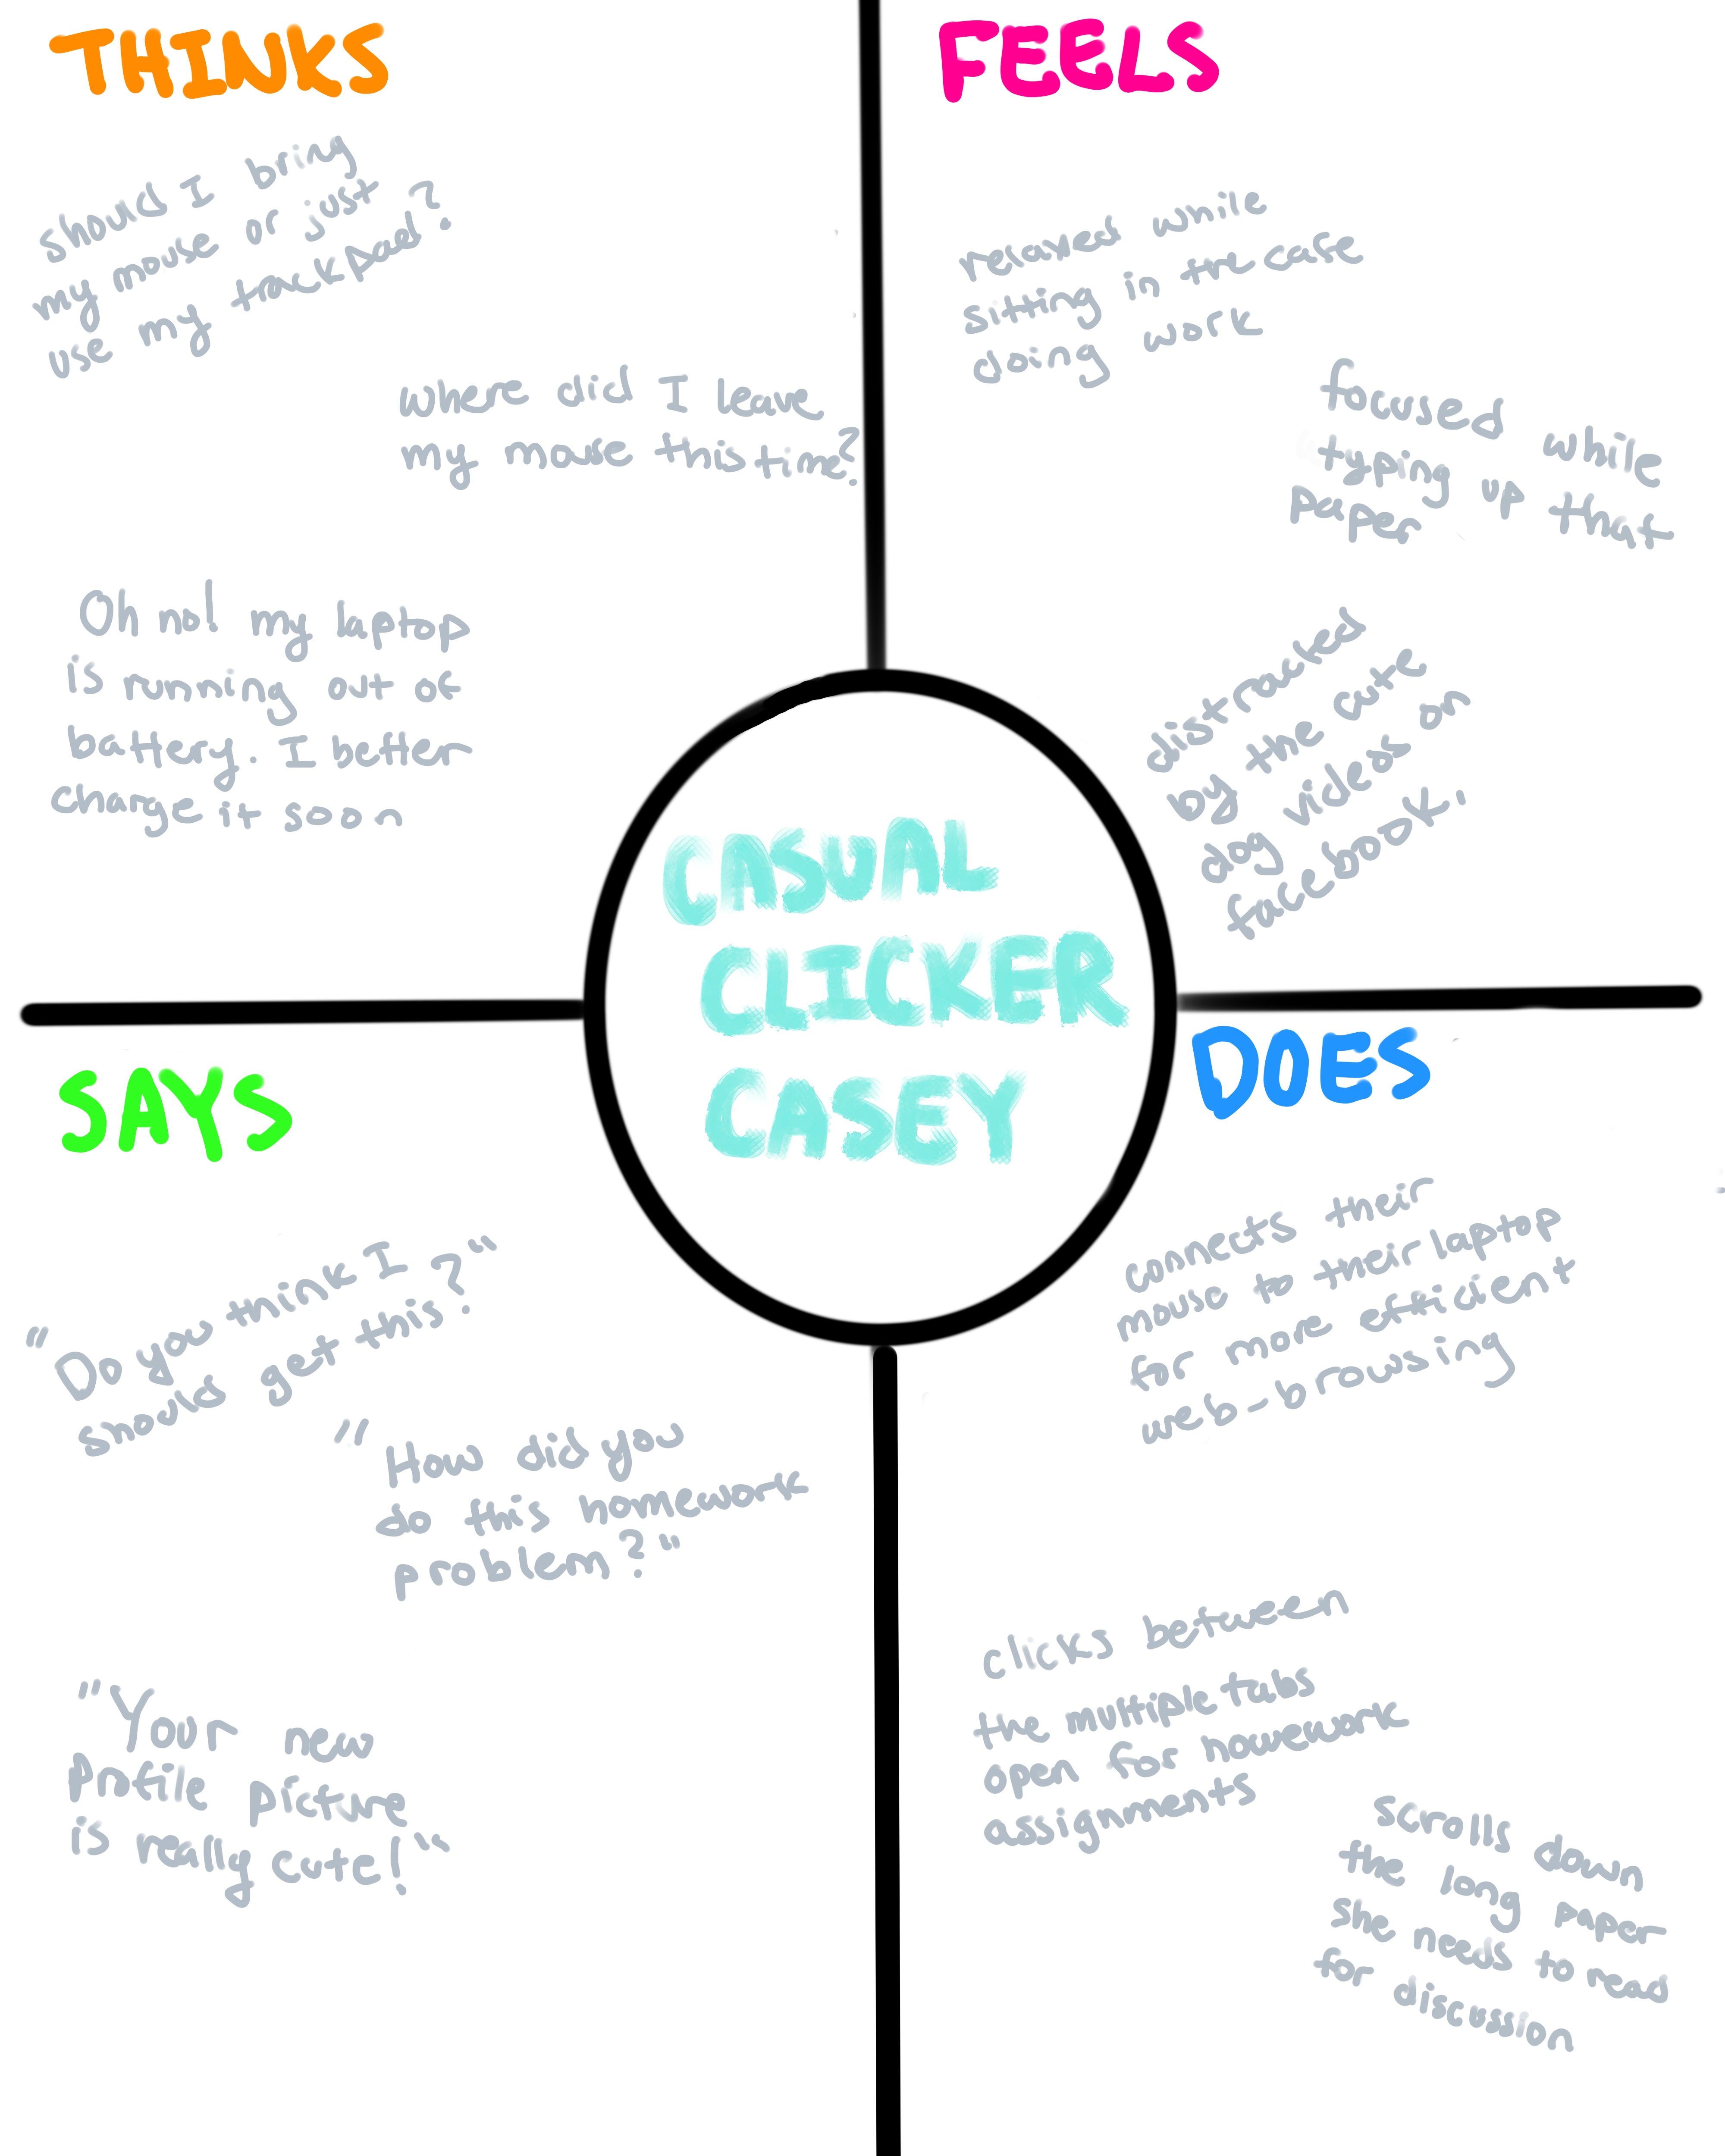 THINKS
should I bring
my mouse or just
use my trackpad?
where did I leave
my mouse this time?
Oh no! my laptop
is running out of
battery. I better
charge it soon
FEELS
relaxed while
sitting in the cafe
doing work
focused while
typing up that
paper
distracted
by the cute
dog videos on
facebook.
CASUAL
CLICKER
CASEY
SAYS
"Do you think I
should get this?"
"How did you
do this homework
problem?"
"Your new
profile picture
is really cute!"
DOES
connects their
mouse to their laptop
for more efficient
web-browsing
clicks between
the multiple tabs
open for homework
assignments
scrolls down
the long paper
she needs to read
for discussion